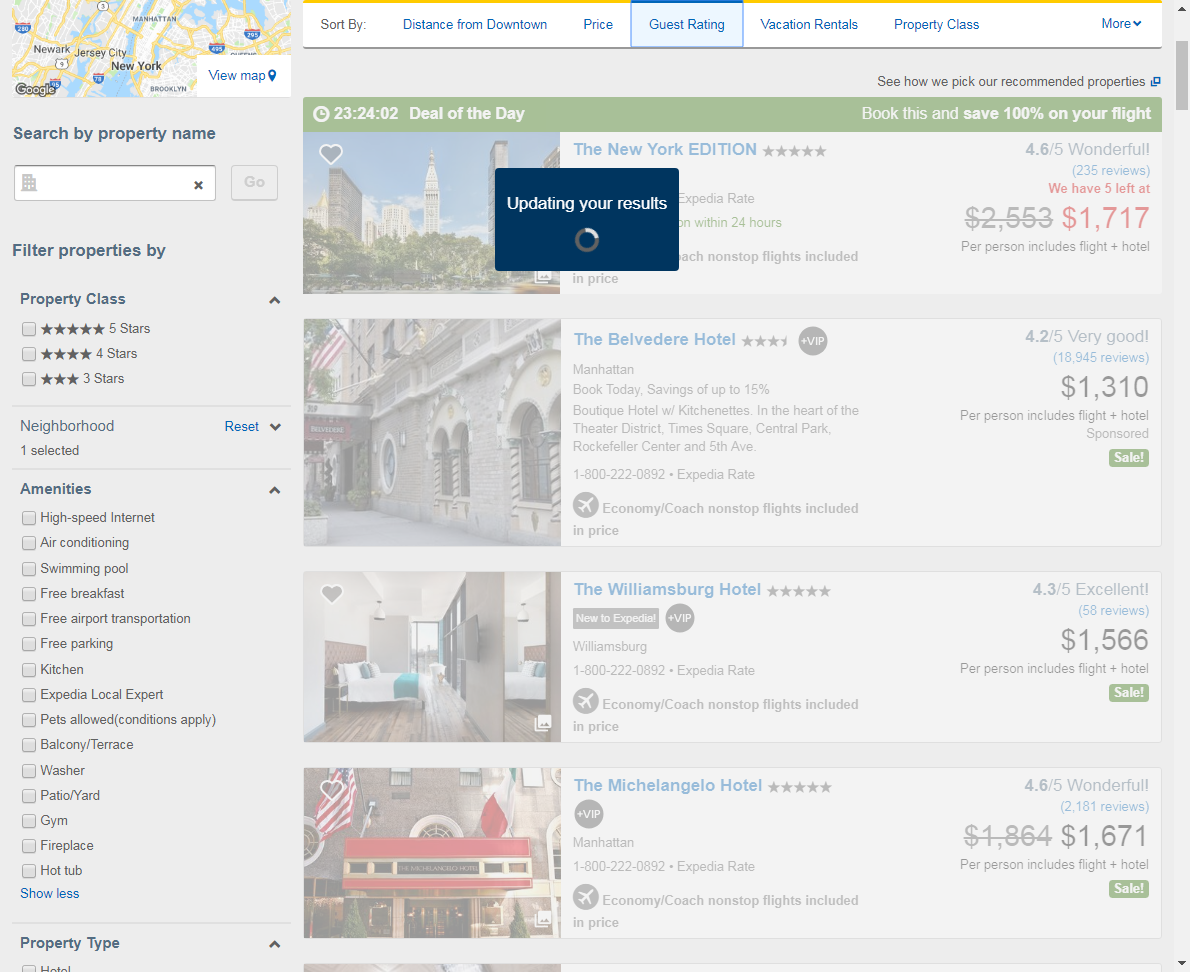 MANHATTAN
280
3
295
495
QUEENS
Newark
Jersey City
9
New York
78
BROOKLYN
Google
View map
Search by property name
Go
Filter properties by
Property Class
5 Stars
4 Stars
3 Stars
Neighborhood
Reset
1 selected
Amenities
High-speed Internet
Air conditioning
Swimming pool
Free breakfast
Free airport transportation
Free parking
Kitchen
Expedia Local Expert
Pets allowed(conditions apply)
Balcony/Terrace
Washer
Patio/Yard
Gym
Fireplace
Hot tub
Show less
Property Type
Hotel
Sort By:
Distance from Downtown
Price
Guest Rating
Vacation Rentals
Property Class
More
See how we pick our recommended properties
23:24:02 Deal of the Day
Book this and save 100% on your flight
The New York EDITION
Updating your results
Expedia Rate
on within 24 hours
oach nonstop flights included
in price
4.6/5 Wonderful!
(235 reviews)
We have 5 left at
$2,553 $1,717
Per person includes flight + hotel
BELVEDERE
The Belvedere Hotel
+VIP
Manhattan
Book Today, Savings of up to 15%
Boutique Hotel w/ Kitchenettes. In the heart of the
Theater District, Times Square, Central Park,
Rockefeller Center and 5th Ave.
1-800-222-0892 • Expedia Rate
Economy/Coach nonstop flights included
in price
4.2/5 Very good!
(18,945 reviews)
$1,310
Per person includes flight + hotel
Sponsored
Sale!
The Williamsburg Hotel
New to Expedia!
+VIP
Williamsburg
1-800-222-0892 • Expedia Rate
Economy/Coach nonstop flights included
in price
4.3/5 Excellent!
(58 reviews)
$1,566
Per person includes flight + hotel
Sale!
THE MICHELANGELO HOTEL
The Michelangelo Hotel
+VIP
Manhattan
1-800-222-0892 • Expedia Rate
Economy/Coach nonstop flights included
in price
4.6/5 Wonderful!
(2,181 reviews)
$1,864 $1,671
Per person includes flight + hotel
Sale!